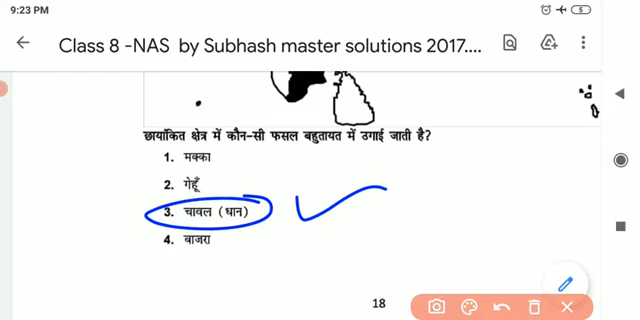 9:23 PM
5
Class 8 -NAS by Subhash master solutions 2017....
छायांकित क्षेत्र में कौन-सी फसल बहुतायत में उगाई जाती है?
1. मक्का
2. गेहूँ
3. चावल (धान)
4. बाजरा
18